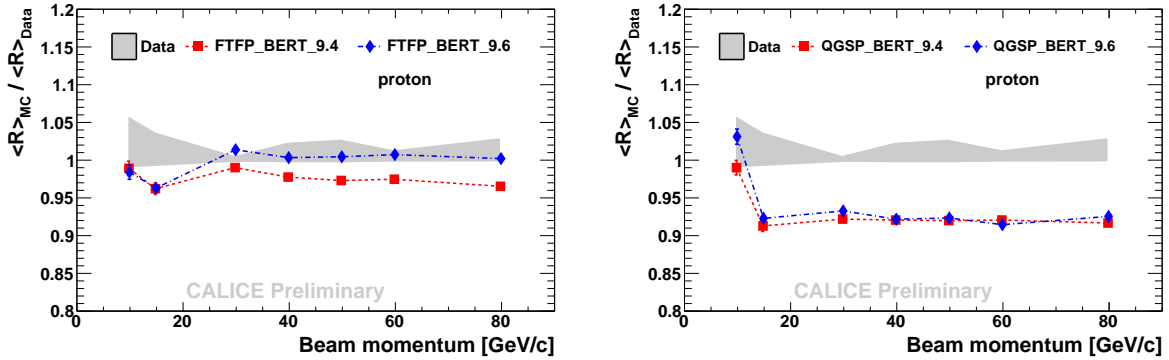 <R>MC / <R>Data
1.2
1.15
1.1
1.05
1
0.95
0.9
0.85
0.8
Data FTFP_BERT_9.4 FTFP_BERT_9.6
proton
CALICE Preliminary
0 20 40 60 80
Beam momentum [GeV/c]
<R>MC / <R>Data
1.2
1.15
1.1
1.05
1
0.95
0.9
0.85
0.8
Data QGSP_BERT_9.4 QGSP_BERT_9.6
proton
CALICE Preliminary
0 20 40 60 80
Beam momentum [GeV/c]